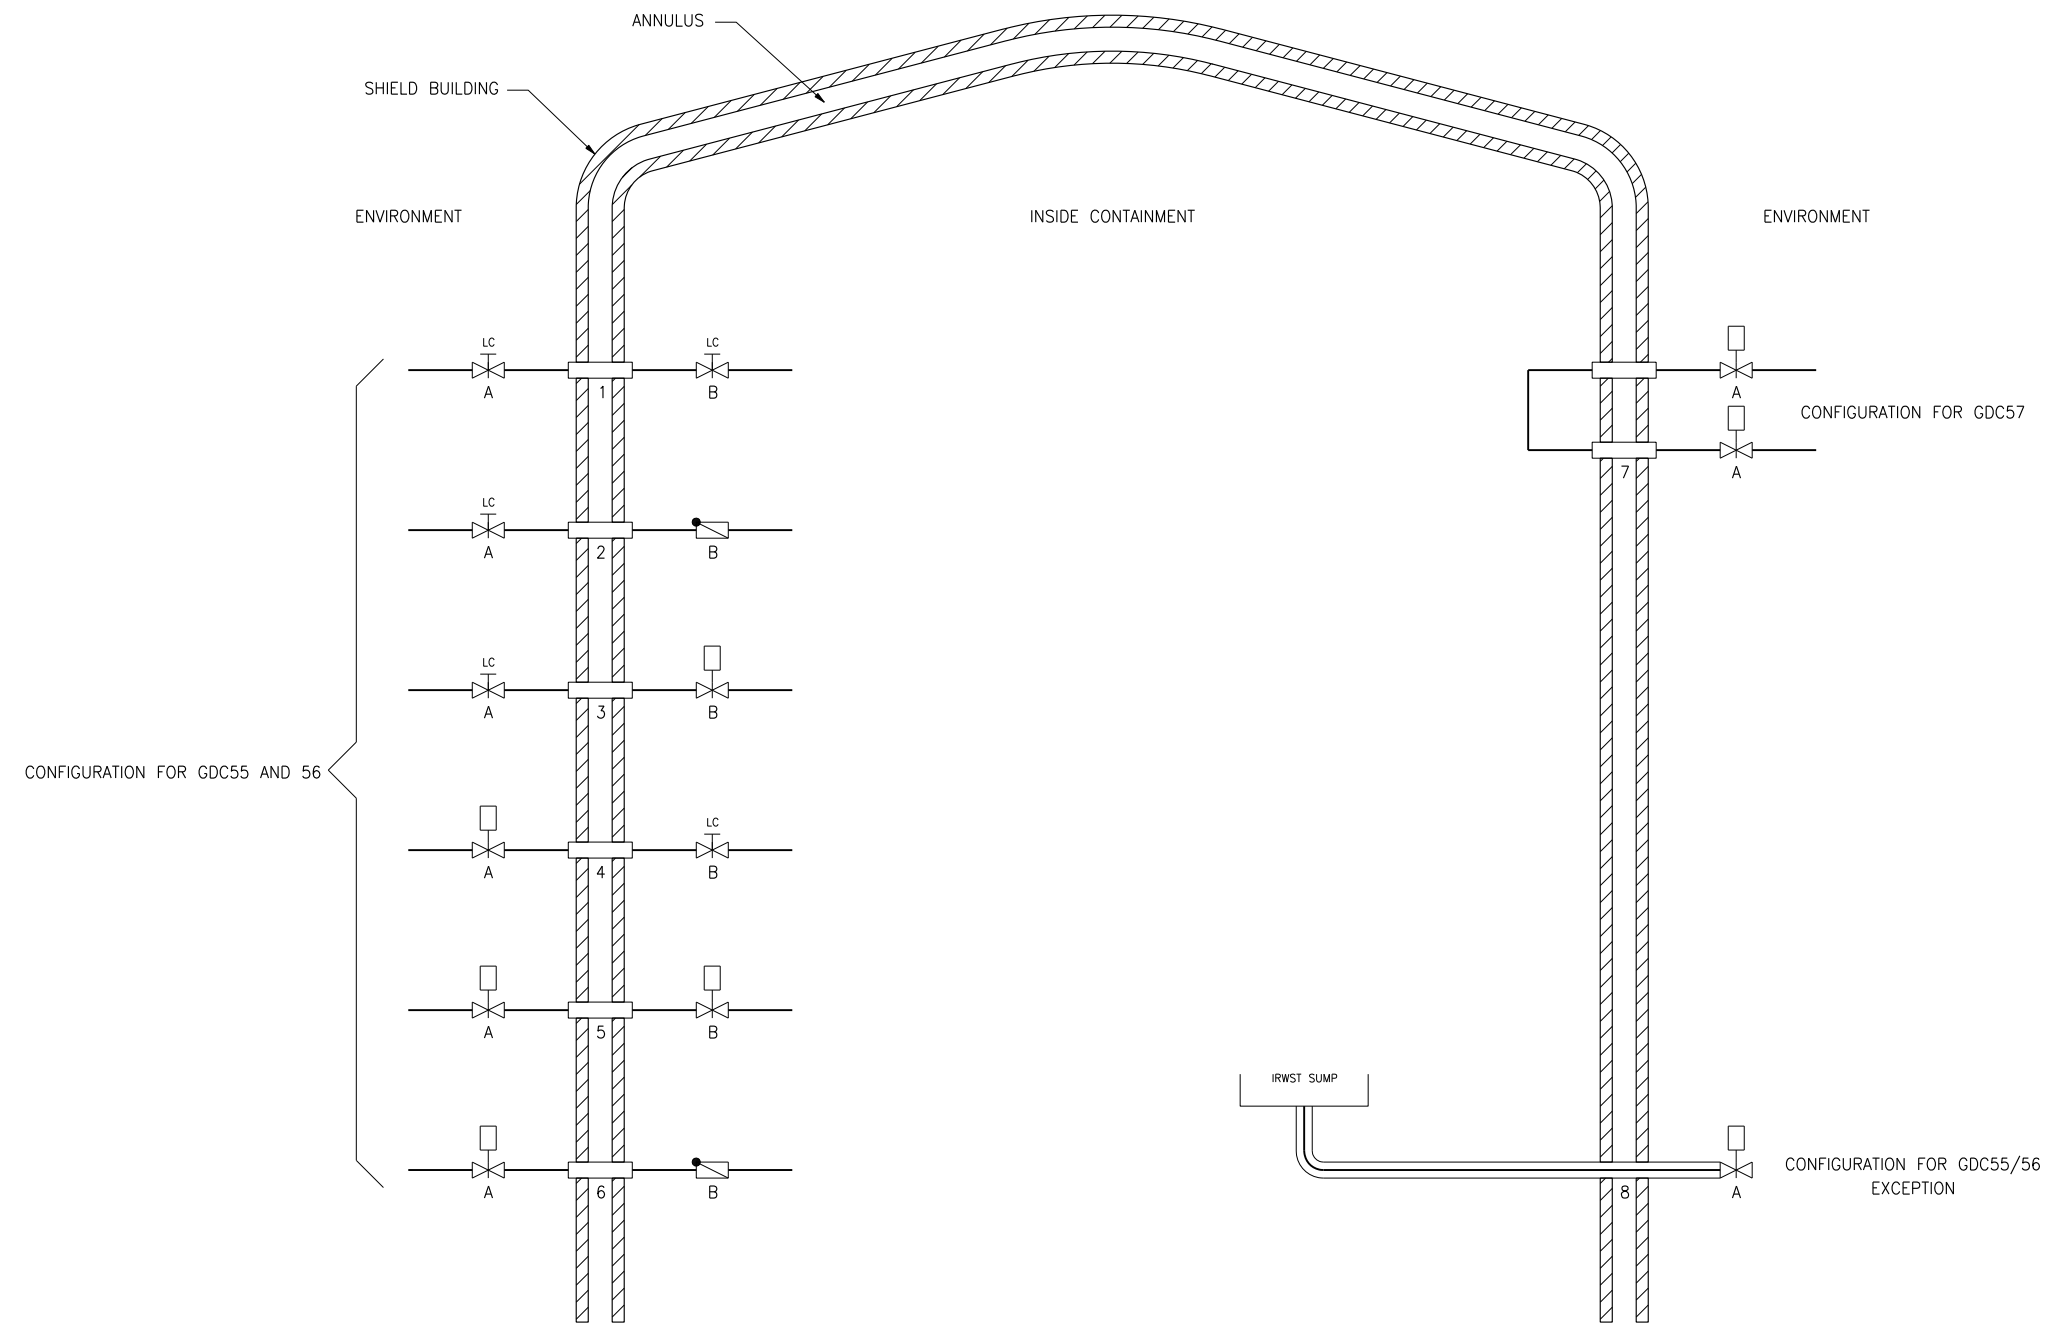 ANNULUS
SHIELD BUILDING
ENVIRONMENT
INSIDE CONTAINMENT
ENVIRONMENT
LC
LC
A
1
B
A
CONFIGURATION FOR GDC57
7
A
LC
A
2
B
LC
A
3
B
CONFIGURATION FOR GDC55 AND 56
LC
A
4
B
A
5
B
IRWST SUMP
A
6
B
8
A
CONFIGURATION FOR GDC55/56
EXCEPTION